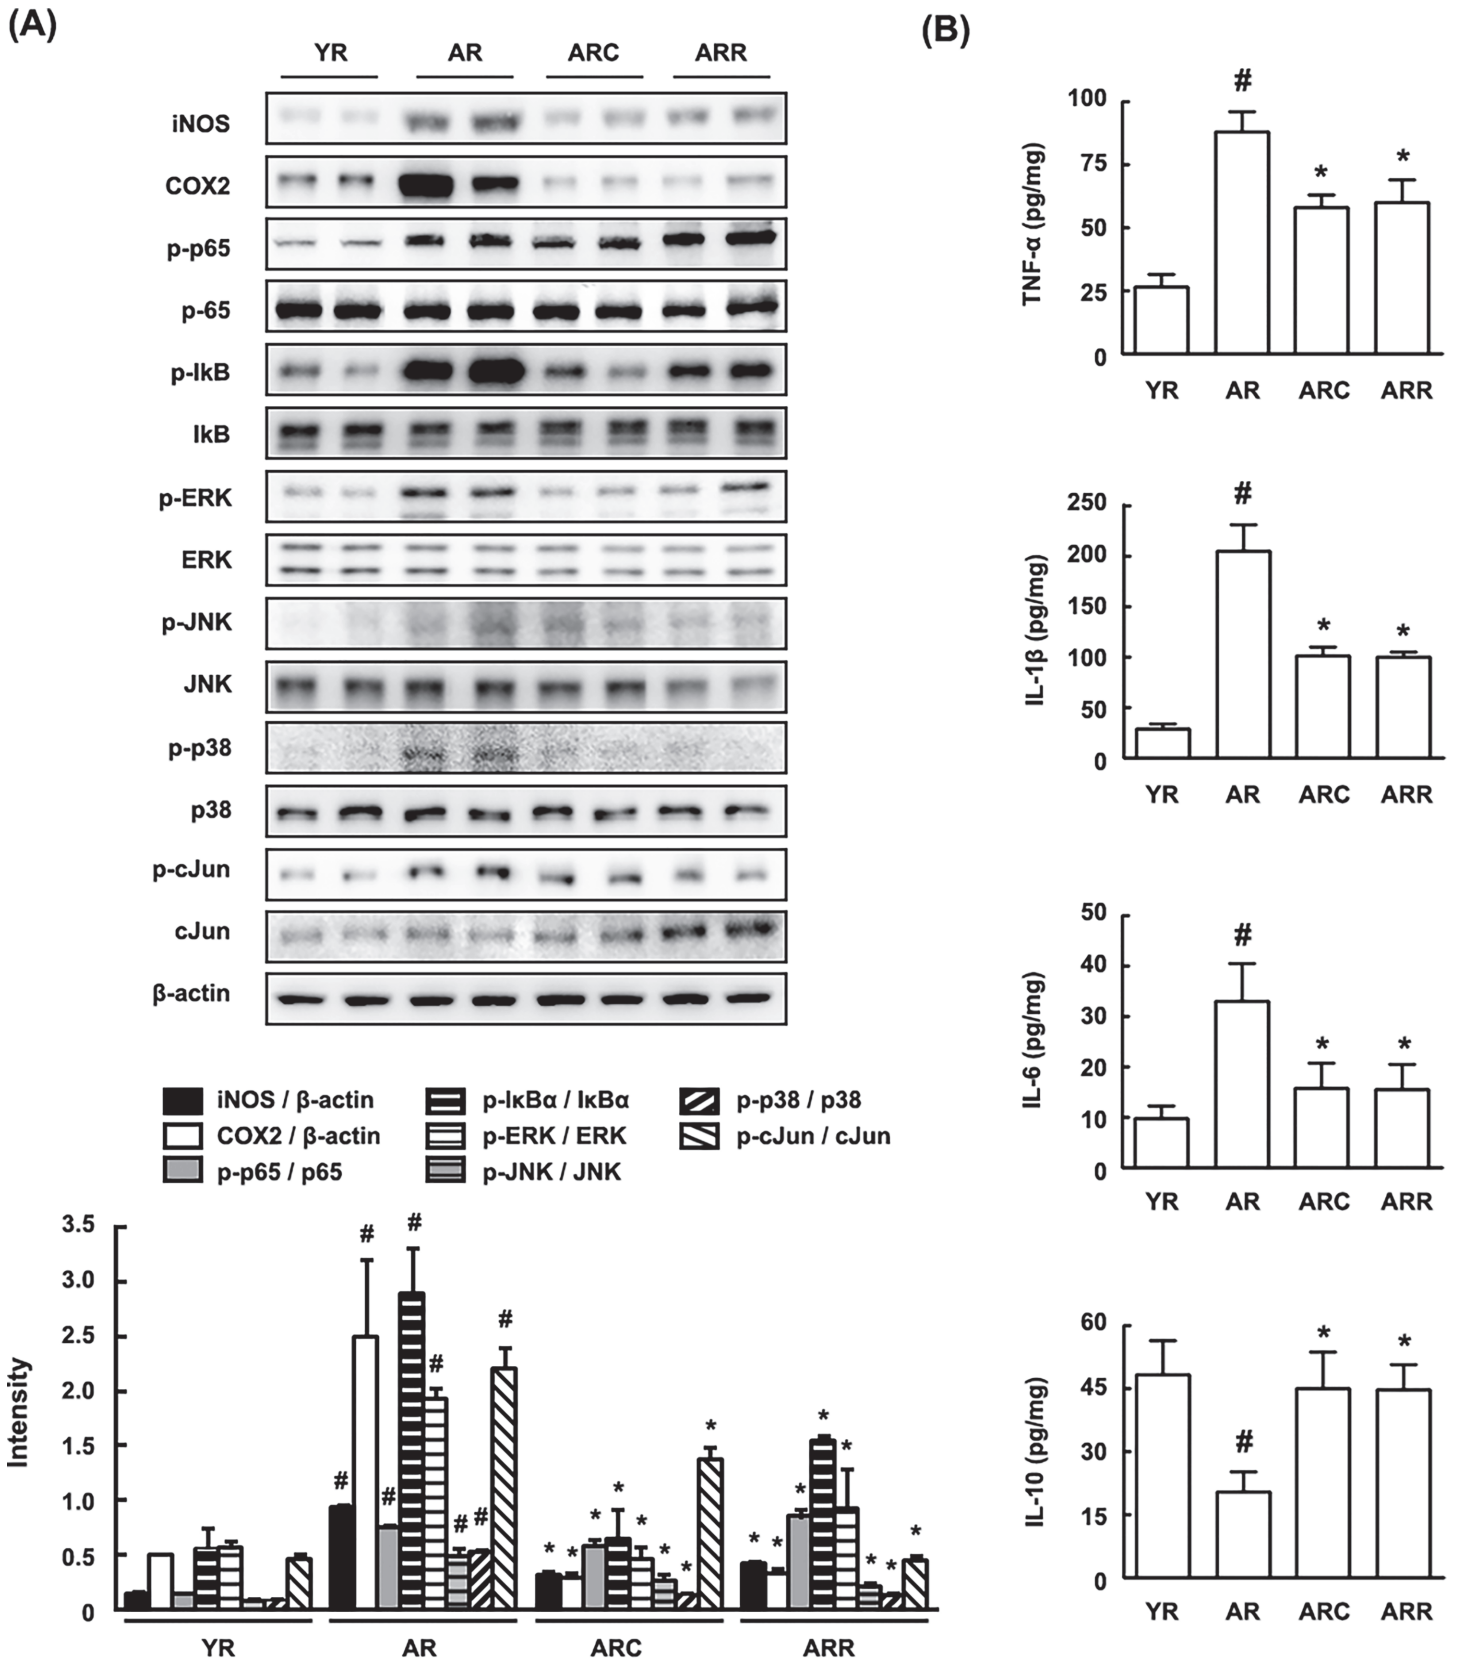 (A)
YR AR ARC ARR
iNOS
COX2
p-p65
p-65
p-IkB
IkB
p-ERK
ERK
p-JNK
JNK
p-p38
p38
p-cJun
cJun
β-actin
iNOS / β-actin
COX2 / β-actin
p-p65 / p65
p-IκBα / IκBα
p-ERK / ERK
p-JNK / JNK
p-p38 / p38
p-cJun / cJun
Intensity
3.5
3.0
2.5
2.0
1.5
1.0
0.5
0
# # # # # # # #
* * * * * * * *
* * * * * * * *
YR AR ARC ARR
(B)
TNF-α (pg/mg)
100
75
50
25
0
# * *
YR AR ARC ARR
IL-1β (pg/mg)
250
200
150
100
50
0
# * *
YR AR ARC ARR
IL-6 (pg/mg)
50
40
30
20
10
0
# * *
YR AR ARC ARR
IL-10 (pg/mg)
60
45
30
15
0
# * *
YR AR ARC ARR